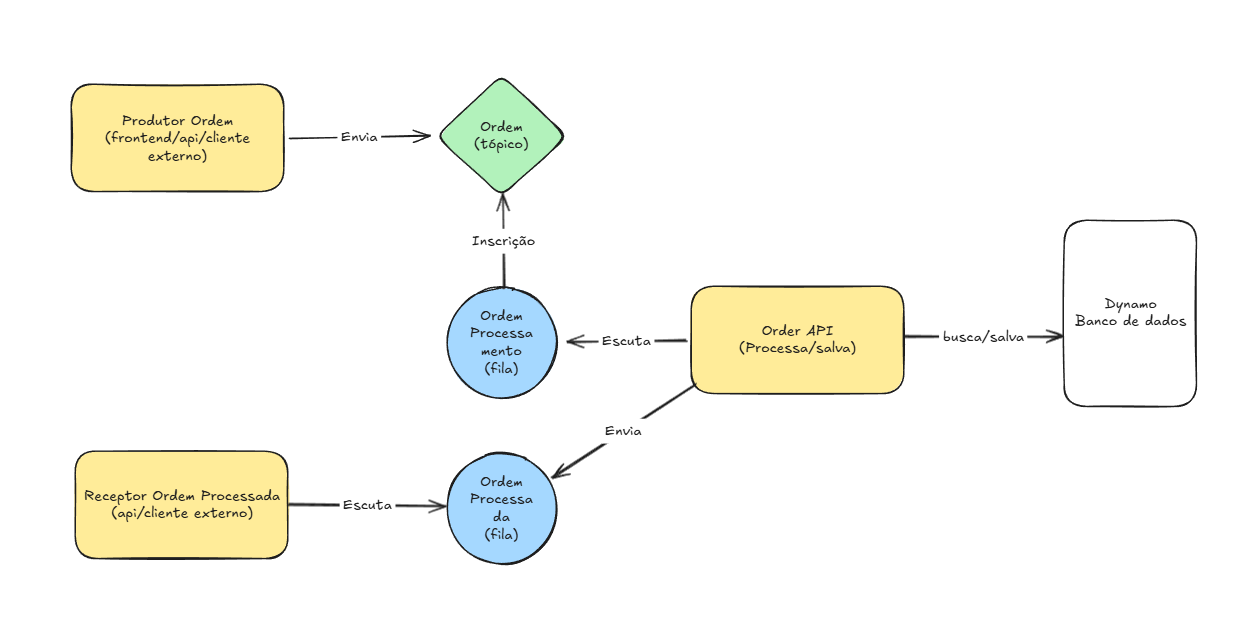 Produtor Ordem
(frontend/api/cliente
externo)
Envia
Ordem
(tópico)
Inscrição
Ordem
Processa
mento
(fila)
Escuta
Order API
(Processa/salva)
busca/salva
Dynamo
Banco de dados
Envia
Receptor Ordem Processada
(api/cliente externo)
Escuta
Ordem
Processa
da
(fila)